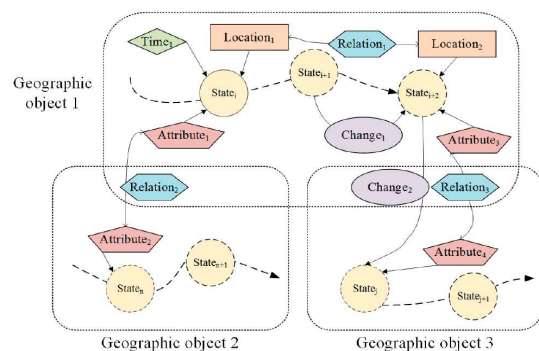 Time₁
Location₁
Relation₁
Location₂
Geographic
object 1
Stateᵢ
Stateᵢ₊₁
Stateᵢ₊₂
Attribute₁
Change₁
Attribute₃
Relation₂
Change₂
Relation₃
Attribute₂
Attribute₄
Stateₙ
Stateₙ₊₁
Stateⱼ
Stateⱼ₊₁
Geographic object 2
Geographic object 3